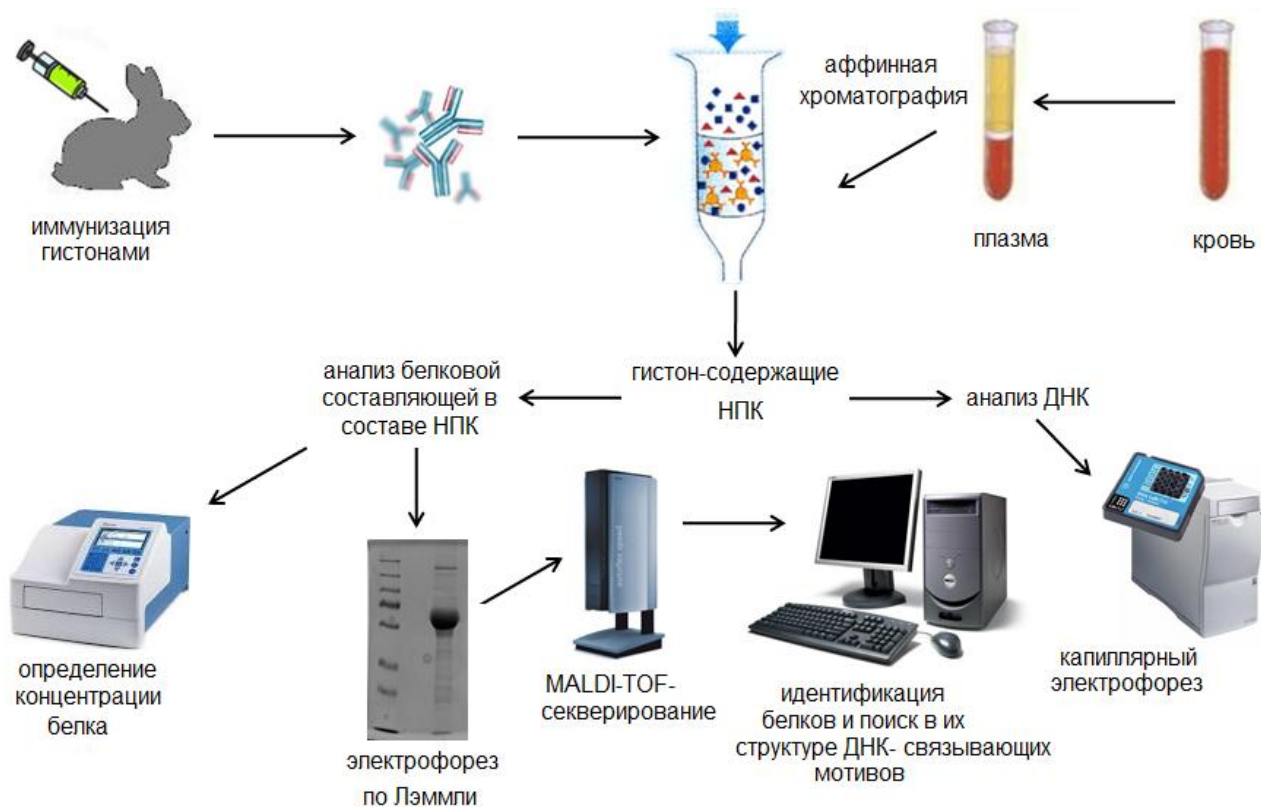 иммунизация
гистонами
аффинная
хроматография
плазма
кровь
анализ белковой
составляющей в
составе НПК
гистон-содержащие
НПК
анализ ДНК
определение
концентрации
белка
электрофорез
по Лэммли
MALDI-TOF-
секверирование
идентификация
белков и поиск в их
структуре ДНК- связывающих
мотивов
капиллярный
электрофорез